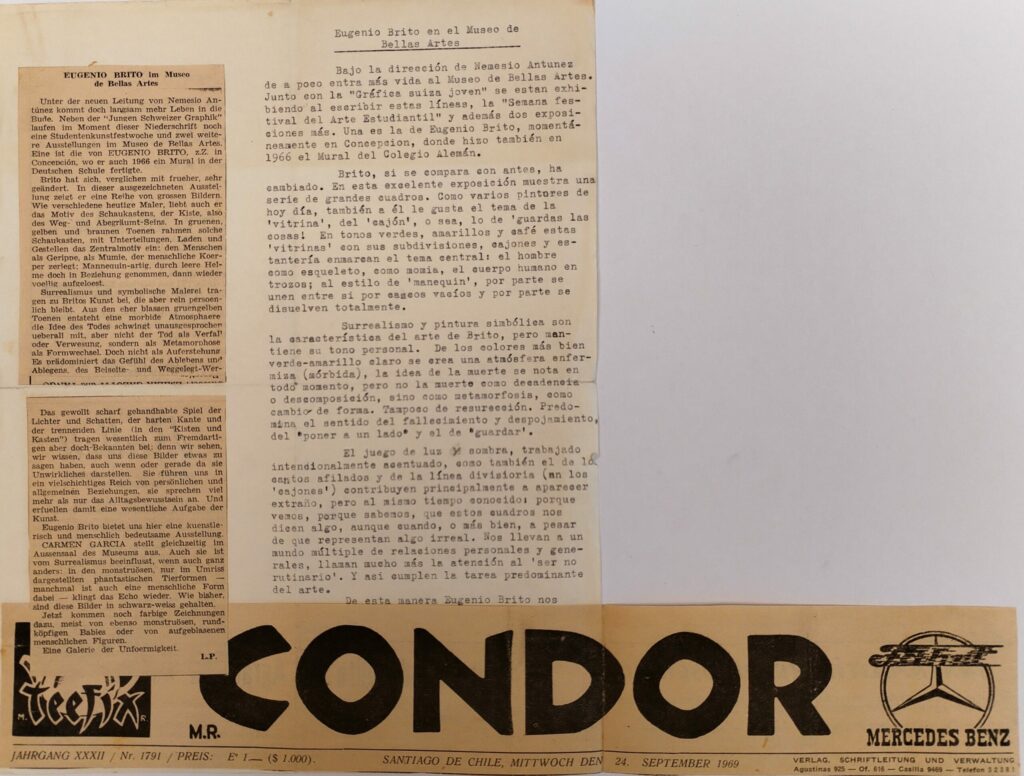 EUGENIO BRITO im Museo
de Bellas Artes
Unter der neuen Leitung von Nemesio An-
túnez kommt doch langsam mehr Leben in die
Bude. Neben der "Jungen Schweizer Graphik"
laufen im Moment dieser Niederschrift noch
eine Studentenkunstfestwoche und zwei weite-
re Ausstellungen im Museo de Bellas Artes.
Eine ist die von EUGENIO BRITO, z.Z. in
Concepción, wo er auch 1966 ein Mural in der
Deutschen Schule fertigte.
Brito hat sich, verglichen mit frueher, sehr
geändert. In dieser ausgezeichneten Ausstel-
lung zeigt er eine Reihe von grossen Bildern.
Wie verschiedene heutige Maler, liebt auch er
das Motiv des Schaukastens, der Kiste, also
des Weg- und Abegräumt-Seins. In gruenen,
gelben und braunen Toenen rahmen solche
Schaukasten, mit Unterteilungen, Laden und
Gestellen das Zentralmotiv ein: den Menschen
als Gerippe, als Mumie, der menschliche Koer-
per zerlegt; Mannequin-artig, durch leere Hel-
me doch in Beziehung genommen, dann wieder
voellig aufgeloest.
Surrealismus und symbolische Malerei tra-
gen zu Britos Kunst bei, die aber rein persoen-
lich bleibt. Aus den eher blassen gruengelben
Toenen entsteht eine morbide Atmosphaere
die Idee des Todes schwingt unausgesprochen
ueberall mit, aber nicht der Tod als Verfal
oder Verwesung, sondern als Metamorphose
als Formwechsel. Doch nicht als Auferstehung
Es prädominiert das Gefühl des Ablebens und
Ablegens, des Beiseite- und Weggelegt-Wer-
Das gewollt scharf gehandhabte Spiel der
Lichter und Schatten, der harten Kante und
der trennenden Linie (in den "Kisten und
Kasten") tragen wesentlich zum Fremdarti-
gen aber doch-Bekannten bei; denn wir sehen,
wir wissen, dass uns diese Bilder etwas zu
sagen haben, auch wenn oder gerade da sie
Unwirkliches darstellen. Sie führen uns in
ein vielschichtiges Reich von persönlichen und
allgemeinen Beziehungen, sie sprechen viel
mehr als nur das Alltagsbewusstsein an. Und
erfuellen damit eine wesentliche Aufgabe der
Kunst.
Eugenio Brito bietet uns hier eine kuenstle-
risch und menschlich bedeutsame Ausstellung.
CARMEN GARCIA stellt gleichzeitig im
Aussensaal des Museums aus. Auch sie ist
vom Surrealismus beeinflusst, wenn auch ganz
anders: in den monstruösen, nur im Umriss
dargestellten phantastischen Tierformen —
manchmal ist auch eine menschliche Form
dabei — klingt das Echo wieder. Wie bisher,
sind diese Bilder in schwarz-weiss gehalten.
Jetzt kommen noch farbige Zeichnungen
dazu, meist von ebenso monstruösen, rund-
köpfigen Babies oder von aufgeblasenen
menschlichen Figuren.
Eine Galerie der Unfoermigkeit.
L.P.
Eugenio Brito en el Museo de
Bellas Artes
Bajo la dirección de Nemesio Antunez
de a poco entra más vida al Museo de Bellas Artes.
Junto con la "Gráfica suiza joven" se estan exhi-
biendo al escribir estas líneas, la "Semana fes-
tival del Arte Estudiantil" y además dos exposi-
ciones más. Una es la de Eugenio Brito, momentá-
neamente en Concepcion, donde hizo también en
1966 el Mural del Colegio Alemán.
Brito, si se compara con antes, ha
cambiado. En esta excelente exposición muestra una
serie de grandes cuadros. Como varios pintores de
hoy día, también a él le gusta el tema de la
'vitrina', del 'cajón', o sea, lo de 'guardas las
cosas! En tonos verdes, amarillos y café estas
'vitrinas' con sus subdivisiones, cajones y es-
tantería enmarcan el tema central: el hombre
como esqueleto, como momia, el cuerpo humano en
trozos; al estilo de 'manequin', por parte se
unen entre si por cascos vacíos y por parte se
disuelven totalmente.
Surrealismo y pintura simbólica son
la característica del arte de Brito, pero man-
tiene su tono personal. De los colores más bien
verde-amarillo claro se crea una atmósfera enfer-
miza (mórbida), la idea de la muerte se nota en
todo momento, pero no la muerte como decadencia
o descomposición, sino como metamorfosis, como
cambio de forma. Tampoco de resurección. Predo-
mina el sentido del fallecimiento y despojamiento,
del "poner a un lado" y el de "guardar'.
El juego de luz y sombra, trabajado
intencionalmente acentuado, como también el de lo
cantos afilados y de la línea divisioria (en los
'cajones') contribuyen principalmente a aparecer
extraño, pero al mismo tiempo conocido: porque
vemos, porque sabemos, que estos cuadros nos
dicen algo, aunque cuando, o más bien, a pesar
de que representan algo irreal. Nos llevan a un
mundo múltiple de relaciones personales y gene-
rales, llaman mucho más la atención al 'ser no
rutinario'. Y asi cumplen la tarea predominante
del arte.
De esta manera Eugenio Brito nos
teefix
M. R.
CONDOR
M.R.
MERCEDES BENZ
JAHRGANG XXXII / Nr. 1791 / PREIS: E° 1.— ($ 1.000).
SANTIAGO DE CHILE, MITTWOCH DEN 24. SEPTEMBER 1969
VERLAG, SCHRIFTLEITUNG UND VERWALTUNG
Agustinas 925 — Of. 616 — Casilla 9469 — Telefon 32381